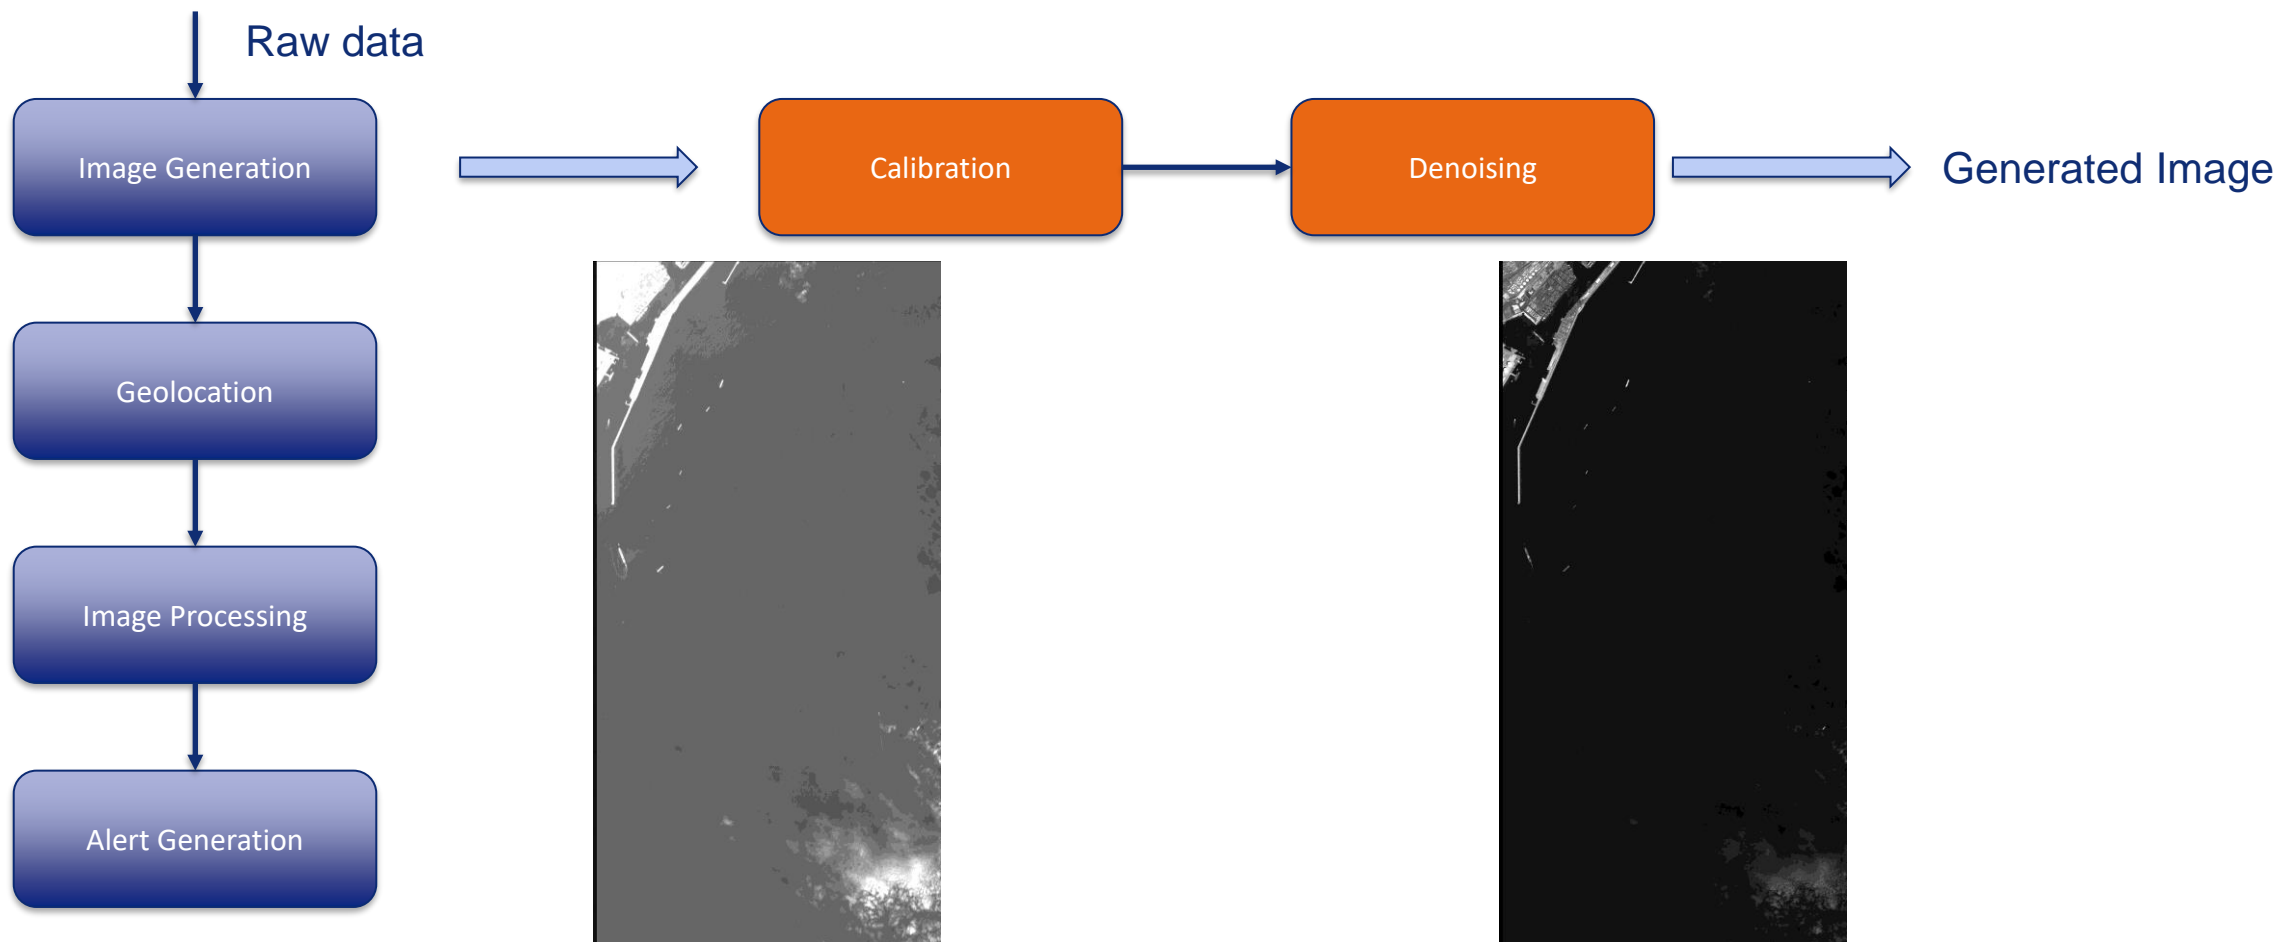 Raw data
Image Generation
Calibration
Denoising
Generated Image
Geolocation
Image Processing
Alert Generation